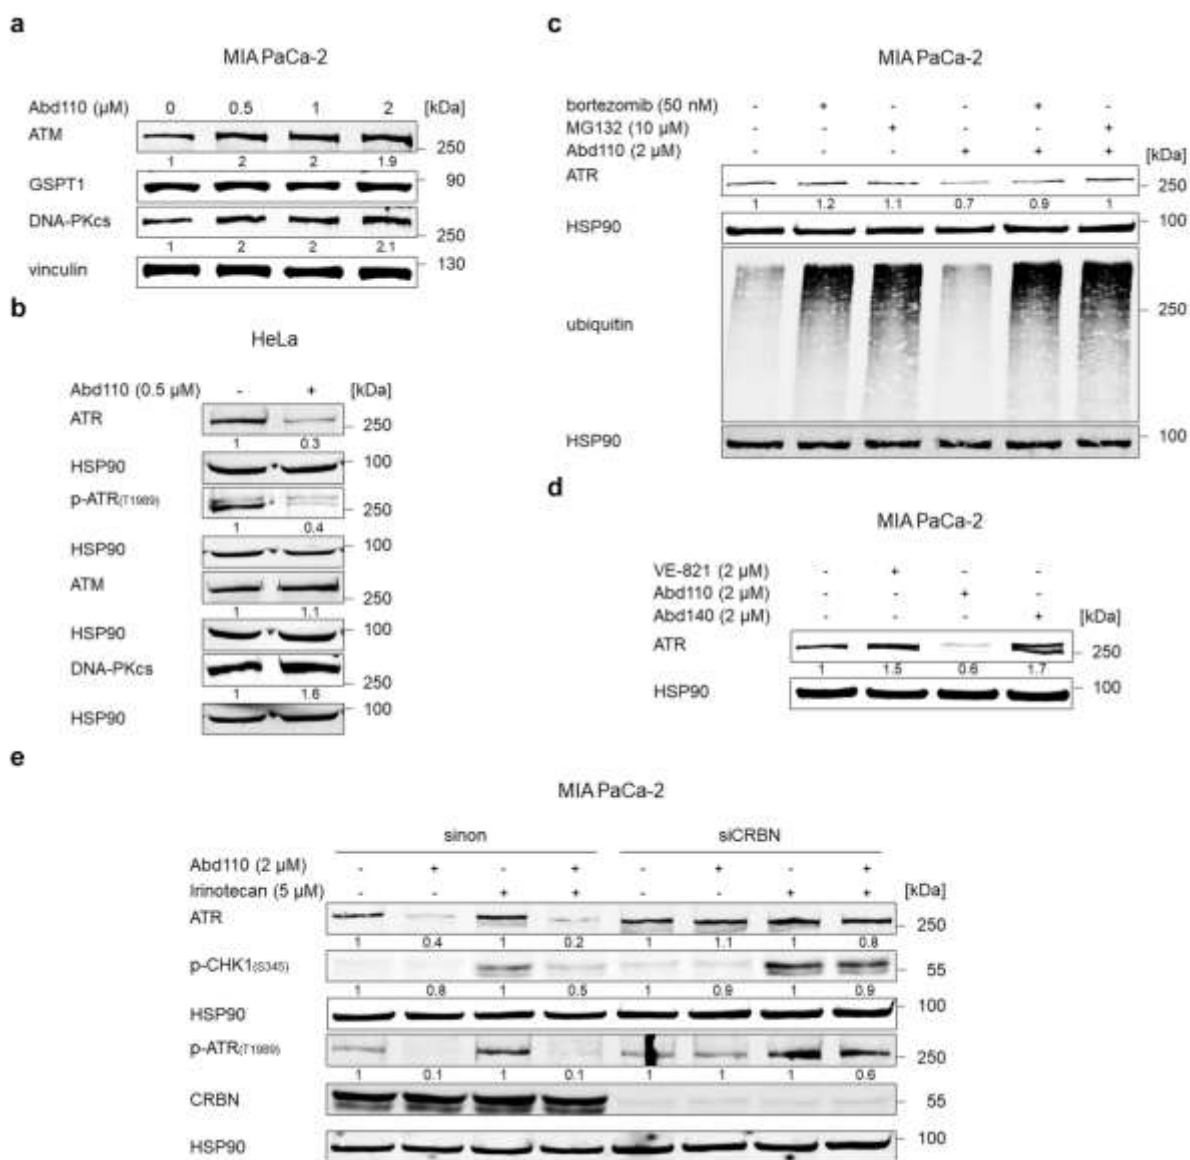 a
MIA PaCa-2
Abd110 (µM) 0 0.5 1 2 [kDa]
ATM 250
1 2 2 1.9
GSPT1 90
DNA-PKcs 250
1 2 2 2.1
vinculin 130
b
HeLa
Abd110 (0.5 µM) - + [kDa]
ATR 250
1 0.3
HSP90 100
p-ATR(T1989) 250
1 0.4
HSP90 100
ATM 250
1 1.1
HSP90 100
DNA-PKcs 250
1 1.6
HSP90 100
c
MIA PaCa-2
bortezomib (50 nM) - + - - + -
MG132 (10 µM) - - + - - +
Abd110 (2 µM) - - - + + + [kDa]
ATR 250
1 1.2 1.1 0.7 0.9 1
HSP90 100
ubiquitin 250
HSP90 100
d
MIA PaCa-2
VE-821 (2 µM) - + - -
Abd110 (2 µM) - - + -
Abd140 (2 µM) - - - + [kDa]
ATR 250
1 1.5 0.6 1.7
HSP90 100
e
MIA PaCa-2
sinon siCRBN
Abd110 (2 µM) - + - + - + - +
Irinotecan (5 µM) - - + + - - + + [kDa]
ATR 250
1 0.4 1 0.2 1 1.1 1 0.8
p-CHK1(S345) 55
1 0.8 1 0.5 1 0.9 1 0.9
HSP90 100
p-ATR(T1989) 250
1 0.1 1 0.1 1 1 1 0.6
CRBN 55
HSP90 100